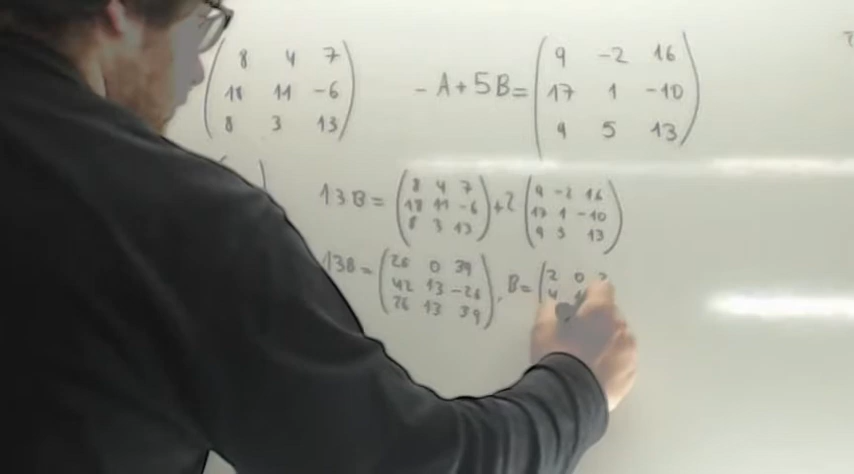 8 4 7
18 11 -6
8 3 13
- A + 5B =
9 -2 16
17 1 -10
9 5 13
13B =
8 4 7
18 11 -6
8 3 13
+ 2
9 -2 16
17 1 -10
9 5 13
13B =
26 0 39
42 13 -26
26 13 39
, B =
2 0
4